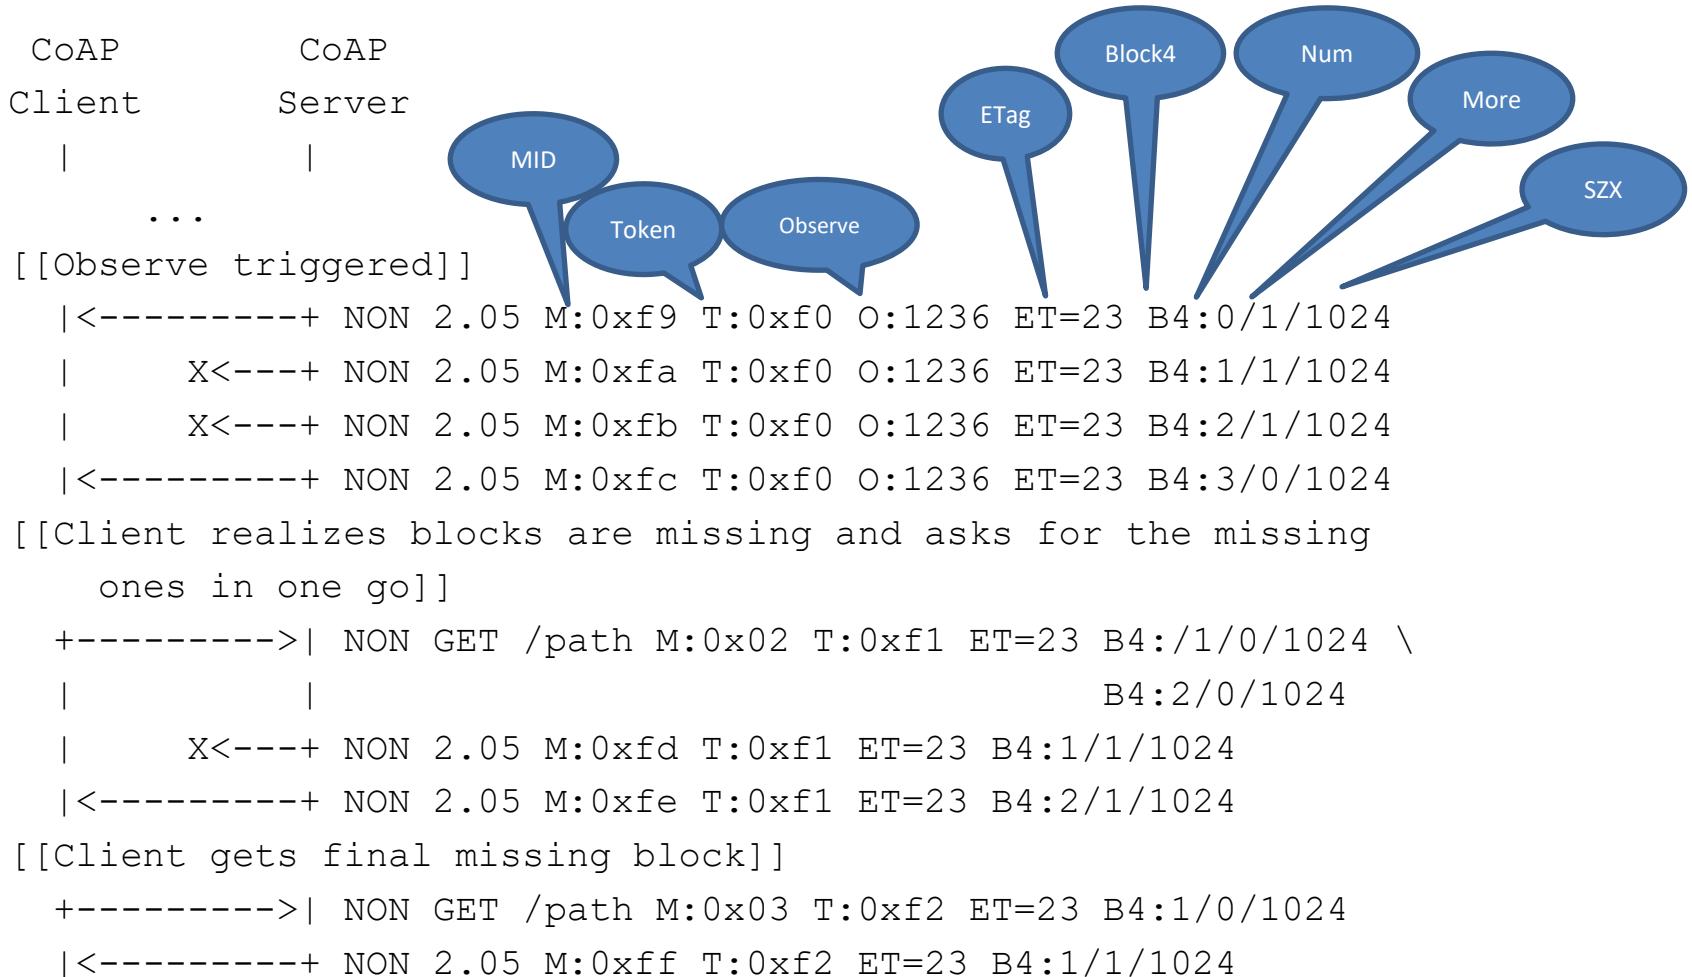 CoAP          CoAP
Client      Server
Block4
Num
More
ETag
MID
SZX
Token
Observe
|          |
...
[[Observe triggered]]
|<---------+ NON 2.05 M:0xf9 T:0xf0 O:1236 ET=23 B4:0/1/1024
|     X<---+ NON 2.05 M:0xfa T:0xf0 O:1236 ET=23 B4:1/1/1024
|     X<---+ NON 2.05 M:0xfb T:0xf0 O:1236 ET=23 B4:2/1/1024
|<---------+ NON 2.05 M:0xfc T:0xf0 O:1236 ET=23 B4:3/0/1024
[[Client realizes blocks are missing and asks for the missing
ones in one go]]
+--------->| NON GET /path M:0x02 T:0xf1 ET=23 B4:/1/0/1024 \
|          |                                   B4:2/0/1024
|     X<---+ NON 2.05 M:0xfd T:0xf1 ET=23 B4:1/1/1024
|<---------+ NON 2.05 M:0xfe T:0xf1 ET=23 B4:2/1/1024
[[Client gets final missing block]]
+--------->| NON GET /path M:0x03 T:0xf2 ET=23 B4:1/0/1024
|<---------+ NON 2.05 M:0xff T:0xf2 ET=23 B4:1/1/1024